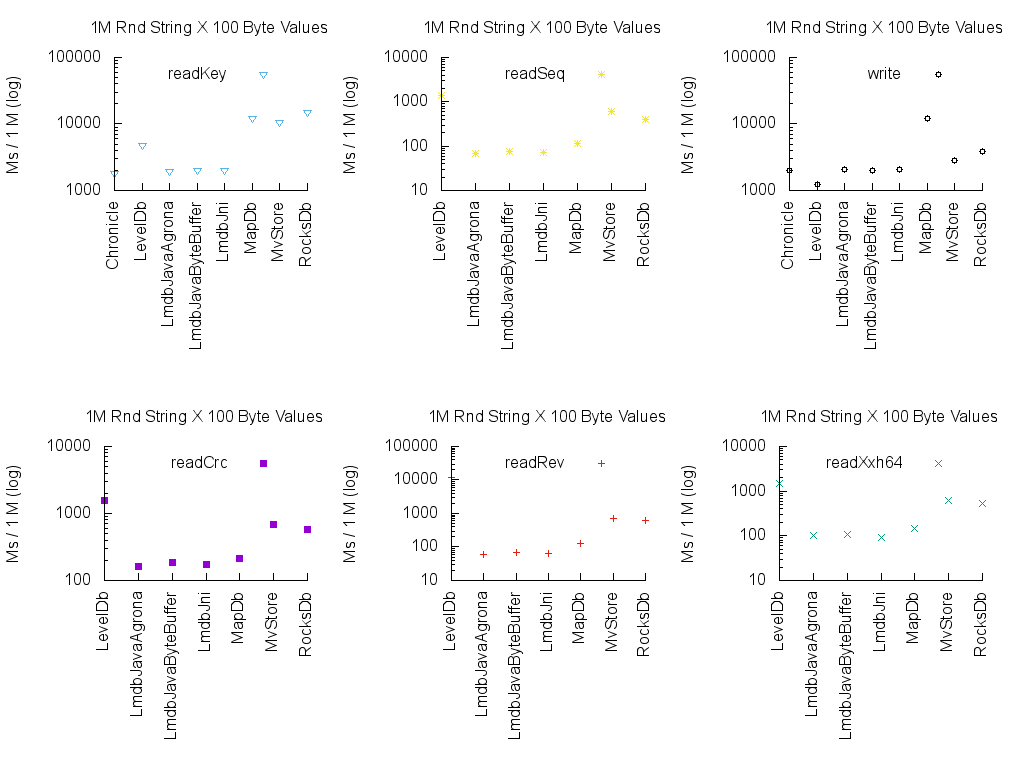 1M Rnd String X 100 Byte Values
Ms / 1 M (log)
100000
10000
1000
readKey
Chronicle
LevelDb
LmdbJavaAgrona
LmdbJavaByteBuffer
LmdbJni
MapDb
MvStore
RocksDb
1M Rnd String X 100 Byte Values
Ms / 1 M (log)
10000
1000
100
10
readSeq
LevelDb
LmdbJavaAgrona
LmdbJavaByteBuffer
LmdbJni
MapDb
MvStore
RocksDb
1M Rnd String X 100 Byte Values
Ms / 1 M (log)
100000
10000
1000
write
Chronicle
LevelDb
LmdbJavaAgrona
LmdbJavaByteBuffer
LmdbJni
MapDb
MvStore
RocksDb
1M Rnd String X 100 Byte Values
Ms / 1 M (log)
10000
1000
100
readCrc
LevelDb
LmdbJavaAgrona
LmdbJavaByteBuffer
LmdbJni
MapDb
MvStore
RocksDb
1M Rnd String X 100 Byte Values
Ms / 1 M (log)
100000
10000
1000
100
10
readRev
LevelDb
LmdbJavaAgrona
LmdbJavaByteBuffer
LmdbJni
MapDb
MvStore
RocksDb
1M Rnd String X 100 Byte Values
Ms / 1 M (log)
10000
1000
100
10
readXxh64
LevelDb
LmdbJavaAgrona
LmdbJavaByteBuffer
LmdbJni
MapDb
MvStore
RocksDb